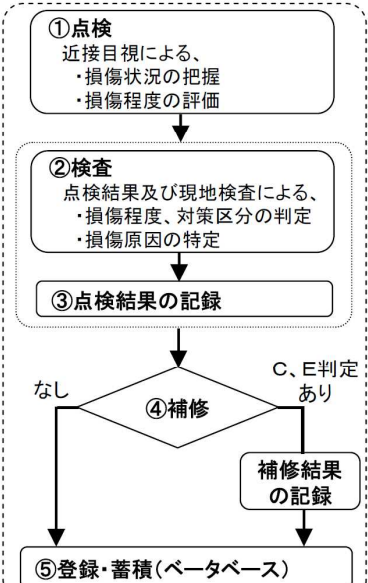 ①点検
近接目視による、
・損傷状況の把握
・損傷程度の評価
②検査
点検結果及び現地検査による、
・損傷程度、対策区分の判定
・損傷原因の特定
③点検結果の記録
C、E判定
なし
あり
④補修
補修結果
の記録
⑤登録・蓄積(ベータベース)